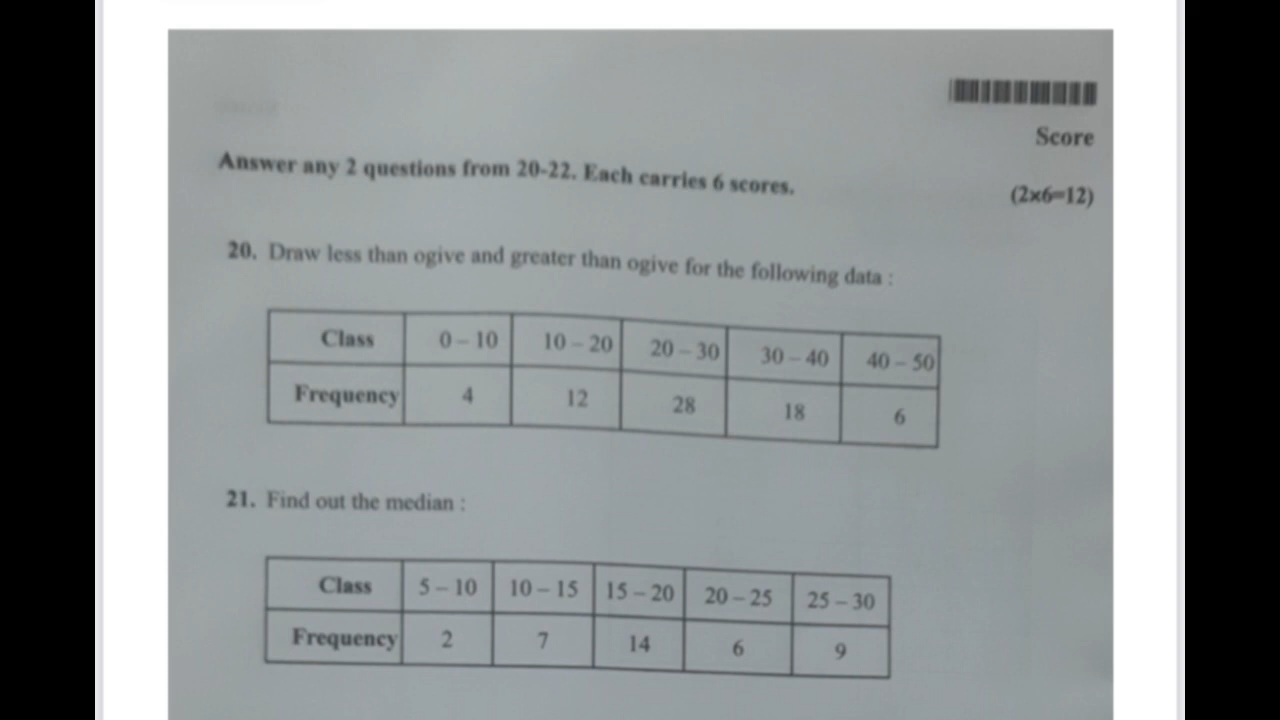 Score
Answer any 2 questions from 20-22. Each carries 6 scores.
(2x6=12)
20. Draw less than ogive and greater than ogive for the following data :
Class 0 – 10 10 – 20 20 – 30 30 – 40 40 – 50
Frequency 4 12 28 18 6
21. Find out the median :
Class 5 – 10 10 – 15 15 – 20 20 – 25 25 – 30
Frequency 2 7 14 6 9